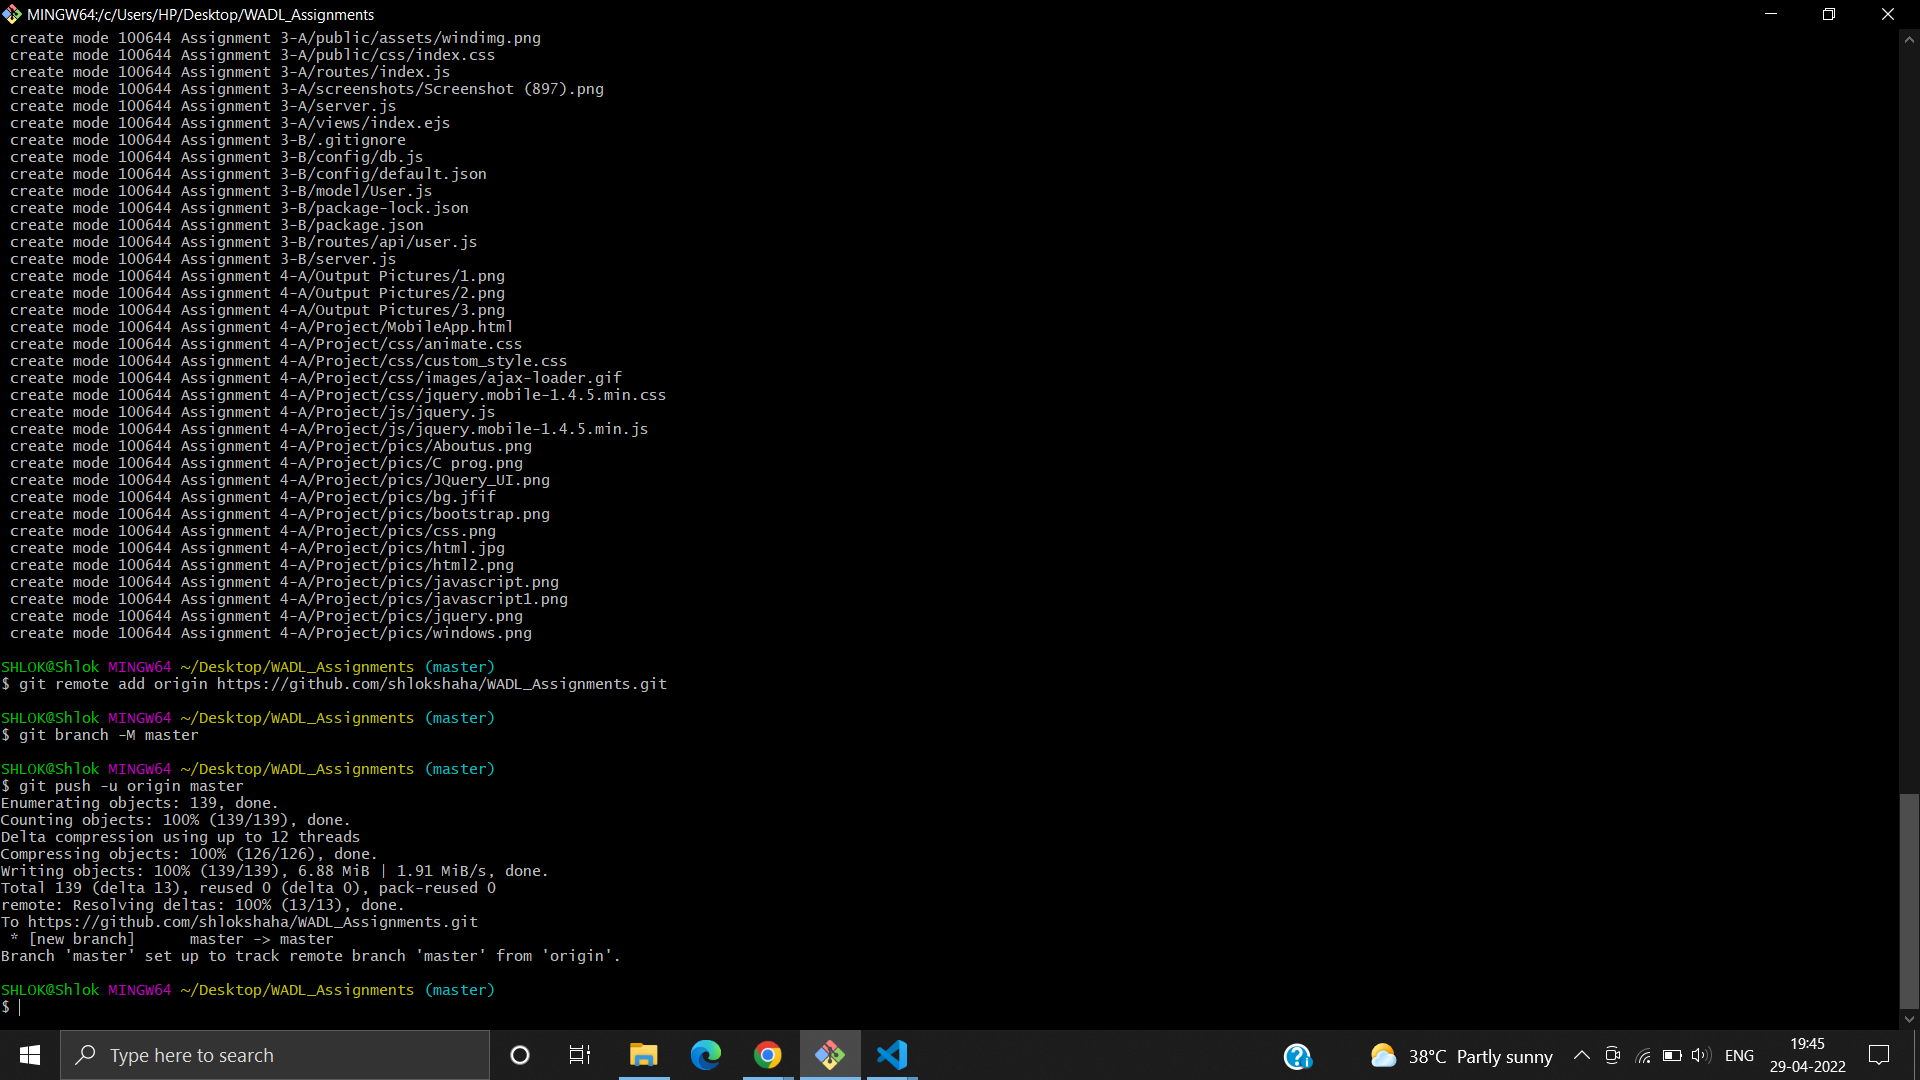 MINGW64:/c/Users/HP/Desktop/WADL_Assignments
create mode 100644 Assignment 3-A/public/assets/windimg.png
create mode 100644 Assignment 3-A/public/css/index.css
create mode 100644 Assignment 3-A/routes/index.js
create mode 100644 Assignment 3-A/screenshots/Screenshot (897).png
create mode 100644 Assignment 3-A/server.js
create mode 100644 Assignment 3-A/views/index.ejs
create mode 100644 Assignment 3-B/.gitignore
create mode 100644 Assignment 3-B/config/db.js
create mode 100644 Assignment 3-B/config/default.json
create mode 100644 Assignment 3-B/model/User.js
create mode 100644 Assignment 3-B/package-lock.json
create mode 100644 Assignment 3-B/package.json
create mode 100644 Assignment 3-B/routes/api/user.js
create mode 100644 Assignment 3-B/server.js
create mode 100644 Assignment 4-A/Output Pictures/1.png
create mode 100644 Assignment 4-A/Output Pictures/2.png
create mode 100644 Assignment 4-A/Output Pictures/3.png
create mode 100644 Assignment 4-A/Project/MobileApp.html
create mode 100644 Assignment 4-A/Project/css/animate.css
create mode 100644 Assignment 4-A/Project/css/custom_style.css
create mode 100644 Assignment 4-A/Project/css/images/ajax-loader.gif
create mode 100644 Assignment 4-A/Project/css/jquery.mobile-1.4.5.min.css
create mode 100644 Assignment 4-A/Project/js/jquery.js
create mode 100644 Assignment 4-A/Project/js/jquery.mobile-1.4.5.min.js
create mode 100644 Assignment 4-A/Project/pics/Aboutus.png
create mode 100644 Assignment 4-A/Project/pics/C prog.png
create mode 100644 Assignment 4-A/Project/pics/JQuery_UI.png
create mode 100644 Assignment 4-A/Project/pics/bg.jfif
create mode 100644 Assignment 4-A/Project/pics/bootstrap.png
create mode 100644 Assignment 4-A/Project/pics/css.png
create mode 100644 Assignment 4-A/Project/pics/html.jpg
create mode 100644 Assignment 4-A/Project/pics/html2.png
create mode 100644 Assignment 4-A/Project/pics/javascript.png
create mode 100644 Assignment 4-A/Project/pics/javascript1.png
create mode 100644 Assignment 4-A/Project/pics/jquery.png
create mode 100644 Assignment 4-A/Project/pics/windows.png
SHLOK@Shlok MINGW64 ~/Desktop/WADL_Assignments (master)
$ git remote add origin https://github.com/shlokshaha/WADL_Assignments.git
SHLOK@Shlok MINGW64 ~/Desktop/WADL_Assignments (master)
$ git branch -M master
SHLOK@Shlok MINGW64 ~/Desktop/WADL_Assignments (master)
$ git push -u origin master
Enumerating objects: 139, done.
Counting objects: 100% (139/139), done.
Delta compression using up to 12 threads
Compressing objects: 100% (126/126), done.
Writing objects: 100% (139/139), 6.88 MiB | 1.91 MiB/s, done.
Total 139 (delta 13), reused 0 (delta 0), pack-reused 0
remote: Resolving deltas: 100% (13/13), done.
To https://github.com/shlokshaha/WADL_Assignments.git
* [new branch]      master -> master
Branch 'master' set up to track remote branch 'master' from 'origin'.
SHLOK@Shlok MINGW64 ~/Desktop/WADL_Assignments (master)
$
Type here to search
38°C Partly sunny
ENG
19:45
29-04-2022